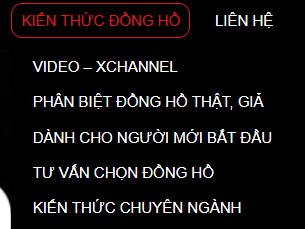 KIẾN THỨC ĐỒNG HỒ LIÊN HỆ
VIDEO – XCHANNEL
PHÂN BIỆT ĐỒNG HỒ THẬT, GIẢ
DÀNH CHO NGƯỜI MỚI BẮT ĐẦU
TƯ VẤN CHỌN ĐỒNG HỒ
KIẾN THỨC CHUYÊN NGÀNH